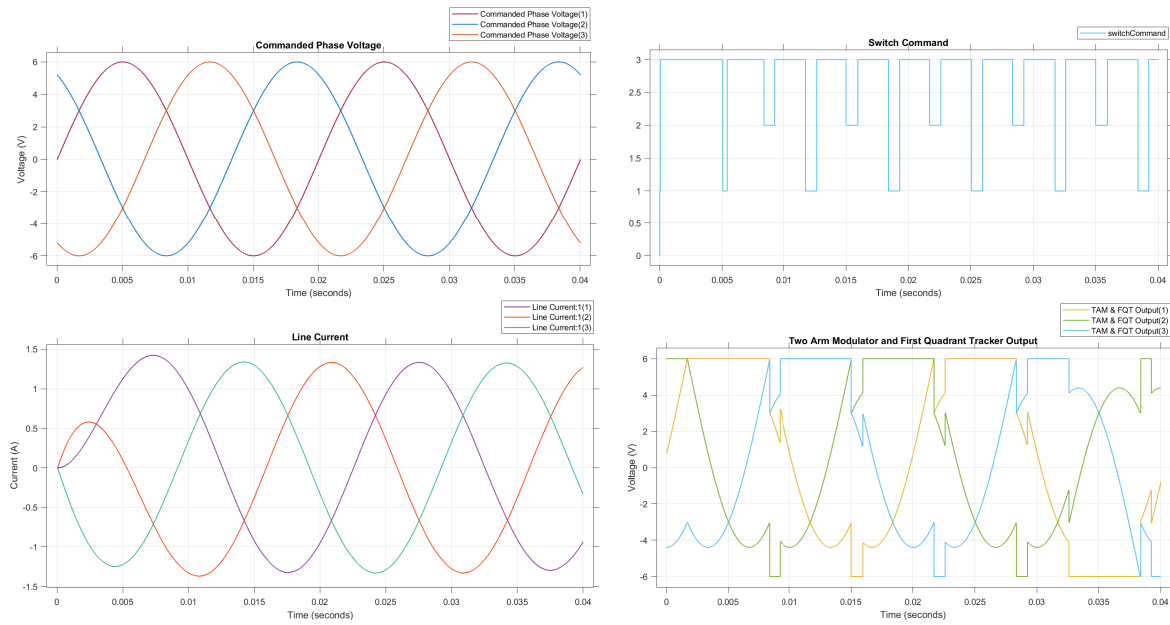 Commanded Phase Voltage(1)
Commanded Phase Voltage(2)
Commanded Phase Voltage(3)
Commanded Phase Voltage
6
4
2
0
-2
-4
-6
Voltage (V)
0 0.005 0.01 0.015 0.02 0.025 0.03 0.035 0.04
Time (seconds)
switchCommand
Switch Command
3
2.5
2
1.5
1
0.5
0
0 0.005 0.01 0.015 0.02 0.025 0.03 0.035 0.04
Time (seconds)
Line Current:1(1)
Line Current:1(2)
Line Current:1(3)
Line Current
1.5
1
0.5
0
-0.5
-1
-1.5
Current (A)
0 0.005 0.01 0.015 0.02 0.025 0.03 0.035 0.04
Time (seconds)
TAM & FQT Output(1)
TAM & FQT Output(2)
TAM & FQT Output(3)
Two Arm Modulator and First Quadrant Tracker Output
6
4
2
0
-2
-4
-6
Voltage (V)
0 0.005 0.01 0.015 0.02 0.025 0.03 0.035 0.04
Time (seconds)